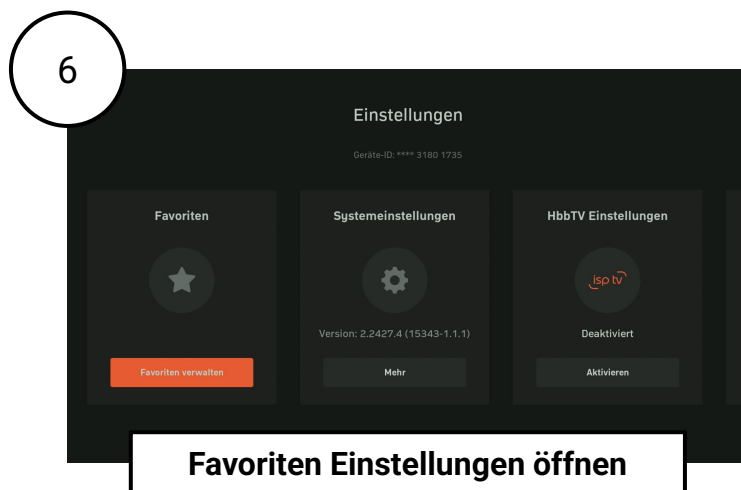 6
Einstellungen
Geräte-ID: **** 3180 1735
Favoriten
Systemeinstellungen
HbbTV Einstellungen
isp tv
Version: 2.2427.4 (15343-1.1.1)
Deaktiviert
Favoriten verwalten
Mehr
Aktivieren
Favoriten Einstellungen öffnen